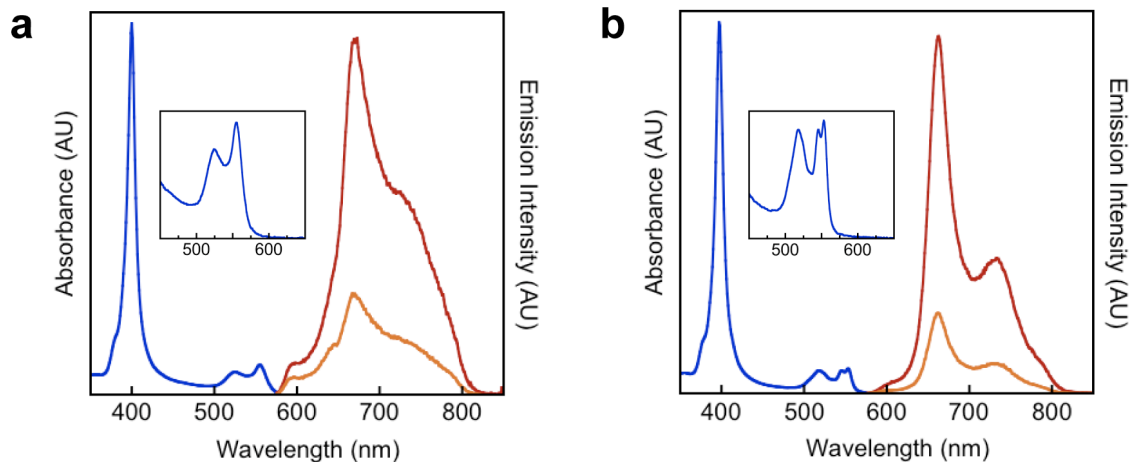 a
Absorbance (AU)
500 600
Emission Intensity (AU)
400 500 600 700 800
Wavelength (nm)
b
Absorbance (AU)
500 600
Emission Intensity (AU)
400 500 600 700 800
Wavelength (nm)